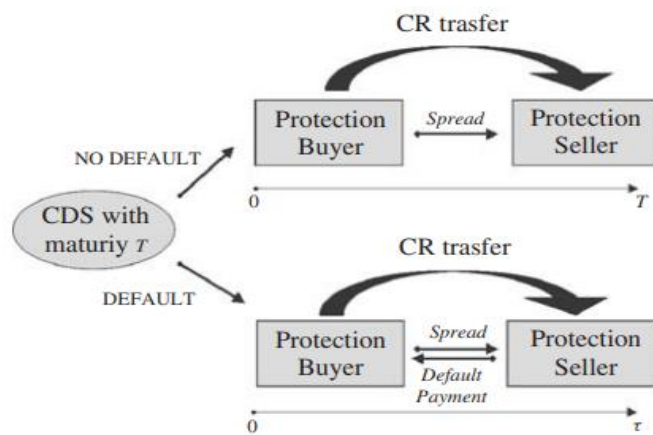 CR trasfer
Protection
Buyer
Spread
Protection
Seller
NO DEFAULT
0
T
CDS with
maturiy T
CR trasfer
DEFAULT
Protection
Buyer
Spread
Default
Payment
Protection
Seller
0
τ